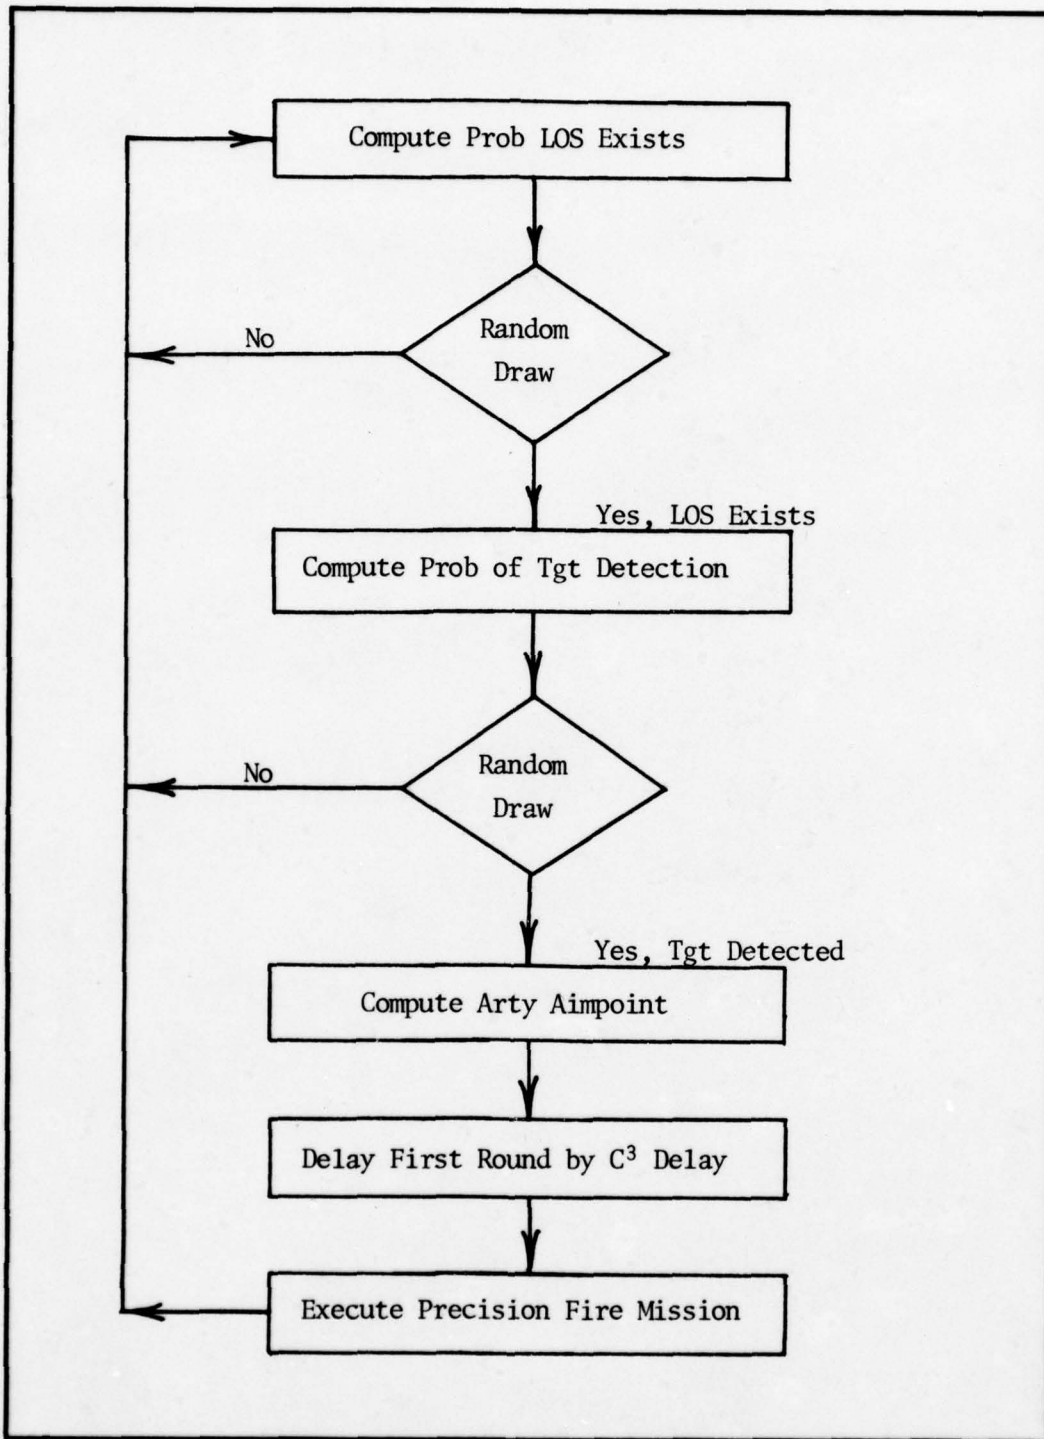 Compute Prob LOS Exists
Random
Draw
No
Yes, LOS Exists
Compute Prob of Tgt Detection
Random
Draw
No
Yes, Tgt Detected
Compute Arty Aimpoint
Delay First Round by C³ Delay
Execute Precision Fire Mission